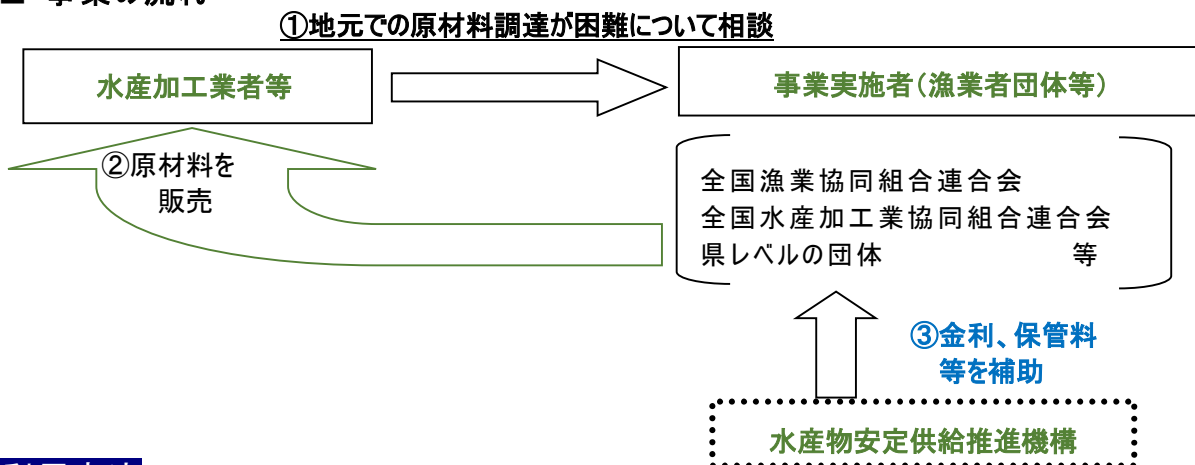 ■ 事業の流れ
①地元での原材料調達が困難について相談
水産加工業者等
事業実施者(漁業者団体等)
②原材料を
販売
全国漁業協同組合連合会
全国水産加工業協同組合連合会
県レベルの団体 等
③金利、保管料
等を補助
水産物安定供給推進機構